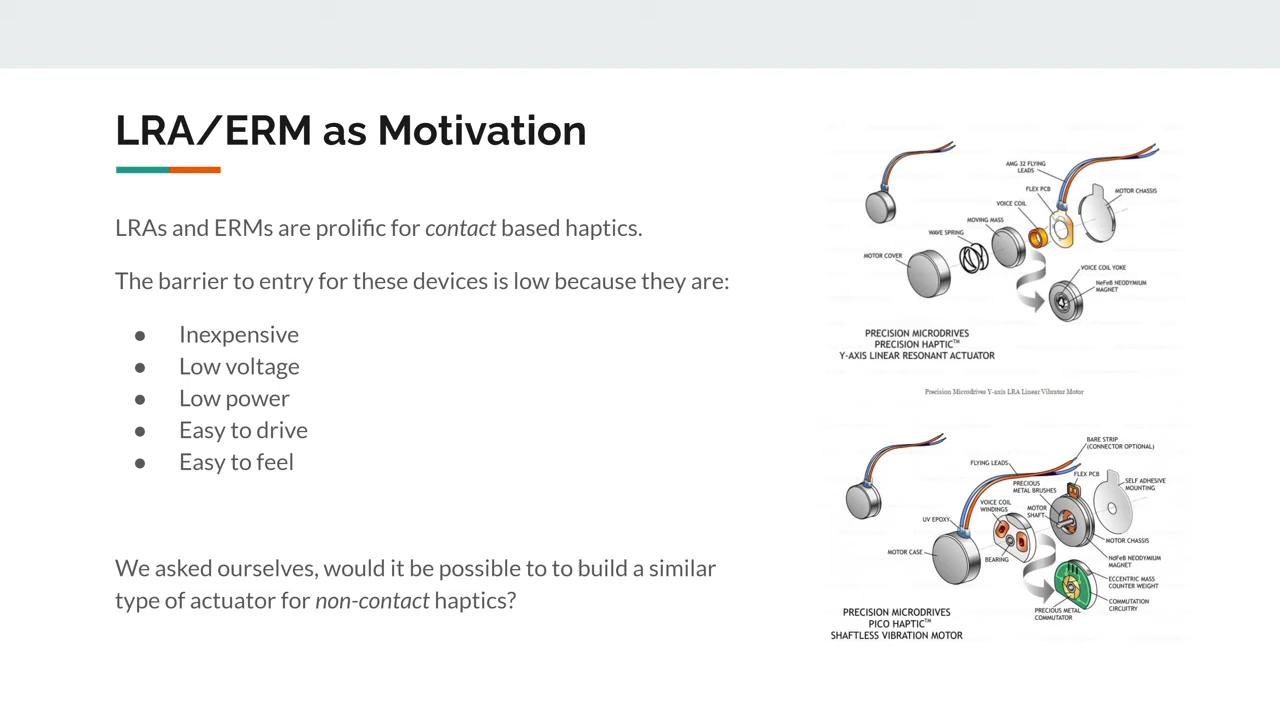 LRA/ERM as Motivation
LRAs and ERMs are prolific for contact based haptics.
The barrier to entry for these devices is low because they are:
● Inexpensive
● Low voltage
● Low power
● Easy to drive
● Easy to feel
We asked ourselves, would it be possible to to build a similar
type of actuator for non-contact haptics?
AMG 32 FLYING
LEADS
FLEX PCB
MOTOR CHASSIS
VOICE COIL
MOVING MASS
WAVE SPRING
MOTOR COVER
VOICE COIL YOKE
NeFeB NEODYMIUM
MAGNET
PRECISION MICRODRIVES
PRECISION HAPTIC™
Y-AXIS LINEAR RESONANT ACTUATOR
Precision Microdrives Y-axis LRA Linear Vibrator Motor
BARE STRIP
(CONNECTOR OPTIONAL)
FLYING LEADS
FLEX PCB
PRECIOUS
METAL BRUSHES
SELF ADHESIVE
MOUNTING
VOICE COIL
WINDINGS
MOTOR
SHAFT
UV EPOXY
MOTOR CHASSIS
MOTOR CASE
BEARING
NdFeB NEODYMIUM
MAGNET
ECCENTRIC MASS
COUNTER WEIGHT
COMMUTATION
CIRCUITRY
PRECIOUS METAL
COMMUTATOR
PRECISION MICRODRIVES
PICO HAPTIC™
SHAFTLESS VIBRATION MOTOR